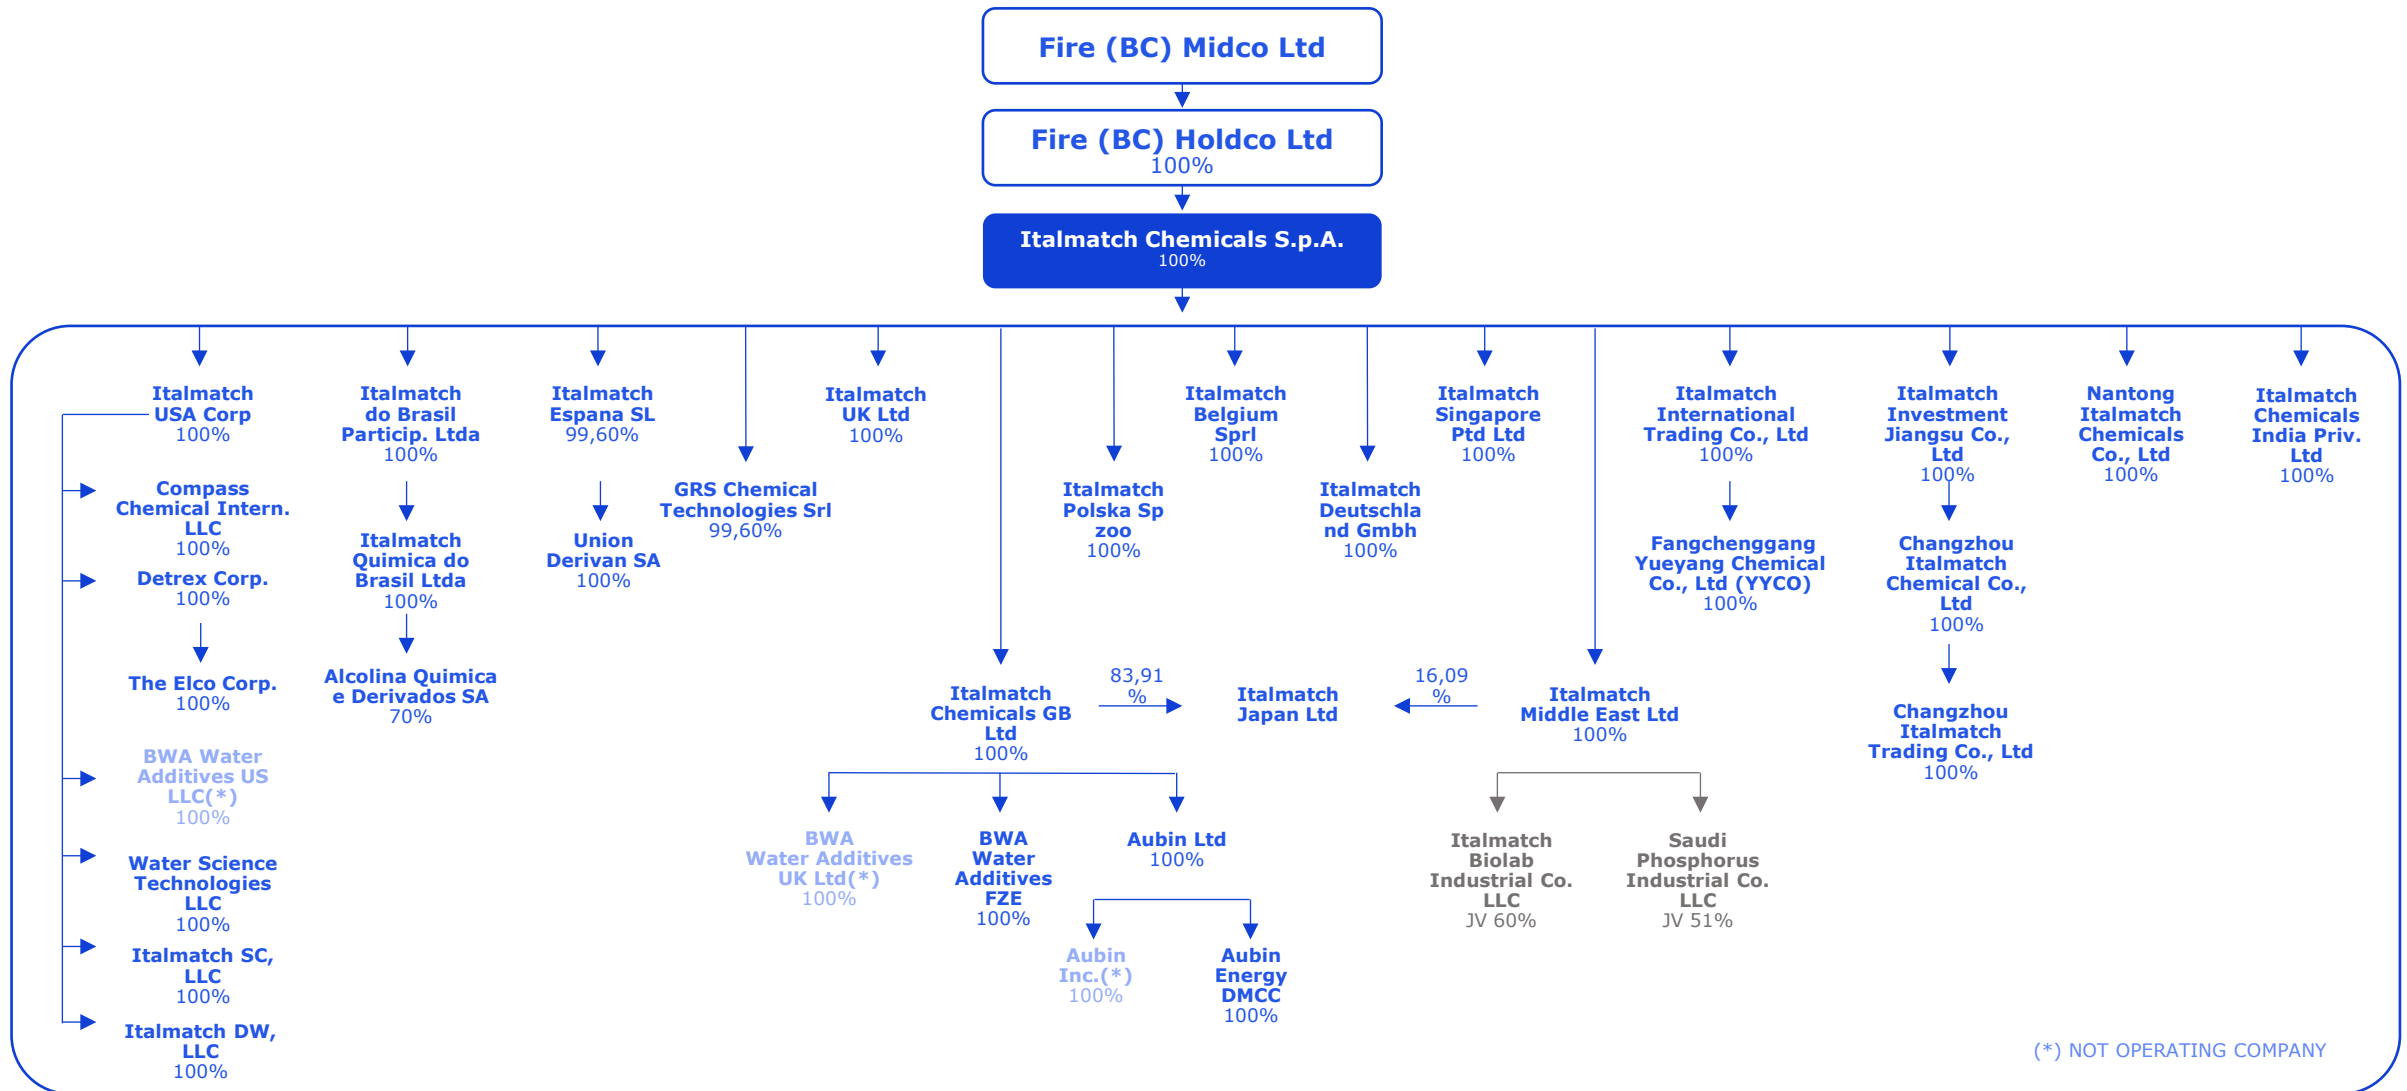 Fire (BC) Midco Ltd
Fire (BC) Holdco Ltd
100%
Italmatch Chemicals S.p.A.
100%
Italmatch
USA Corp
100%
Compass
Chemical Intern.
LLC
100%
Detrex Corp.
100%
The Elco Corp.
100%
BWA Water
Additives US
LLC(*)
100%
Water Science
Technologies
LLC
100%
Italmatch SC,
LLC
100%
Italmatch DW,
LLC
100%
Italmatch
do Brasil
Particip. Ltda
100%
Italmatch
Quimica do
Brasil Ltda
100%
Alcolina Quimica
e Derivados SA
70%
Italmatch
Espana SL
99,60%
Union
Derivan SA
100%
GRS Chemical
Technologies Srl
99,60%
Italmatch
UK Ltd
100%
Italmatch
Chemicals GB
Ltd
100%
BWA
Water Additives
UK Ltd(*)
100%
BWA
Water
Additives
FZE
100%
Aubin Ltd
100%
Aubin
Inc.(*)
100%
Aubin
Energy
DMCC
100%
Italmatch
Polska Sp
zoo
100%
83,91
%
Italmatch
Japan Ltd
16,09
%
Italmatch
Belgium
Sprl
100%
Italmatch
Deutschla
nd Gmbh
100%
Italmatch
Singapore
Ptd Ltd
100%
Italmatch
Middle East Ltd
100%
Italmatch
Biolab
Industrial Co.
LLC
JV 60%
Saudi
Phosphorus
Industrial Co.
LLC
JV 51%
Italmatch
International
Trading Co., Ltd
100%
Fangchenggang
Yueyang Chemical
Co., Ltd (YYCO)
100%
Italmatch
Investment
Jiangsu Co.,
Ltd
100%
Changzhou
Italmatch
Chemical Co.,
Ltd
100%
Changzhou
Italmatch
Trading Co., Ltd
100%
Nantong
Italmatch
Chemicals
Co., Ltd
100%
Italmatch
Chemicals
India Priv.
Ltd
100%
(*) NOT OPERATING COMPANY